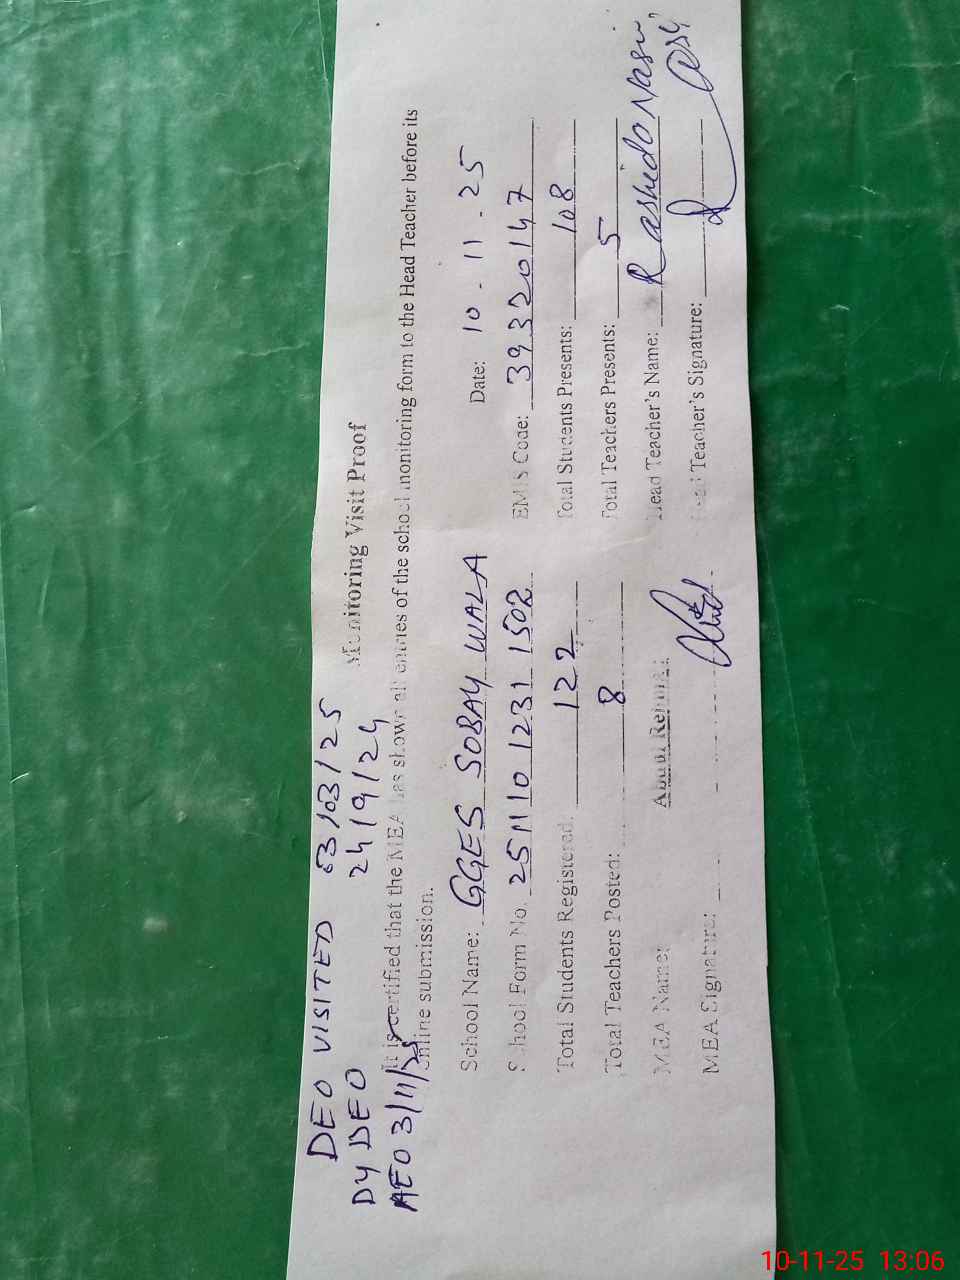 DEO VISITED 03/03/25
DY DEO 24/9/24
AEO 3/11/25
Monitoring Visit Proof
It is certified that the MEA has shown all entries of the school monitoring form to the Head Teacher before its
online submission.
Date: 10-11-25
School Name: GGES SOBAY WALA
EMIS Code: 39320147
School Form No. 251110 1231 1502
Total Students Presents: 108
Total Students Registered: 122
Total Teachers Presents: 5
Total Teachers Posted: 8
Head Teacher's Name: Rashida Nasir
MEA Name: Abdul Rehman
Head Teacher's Signature:
MEA Signature:
10-11-25 13:06